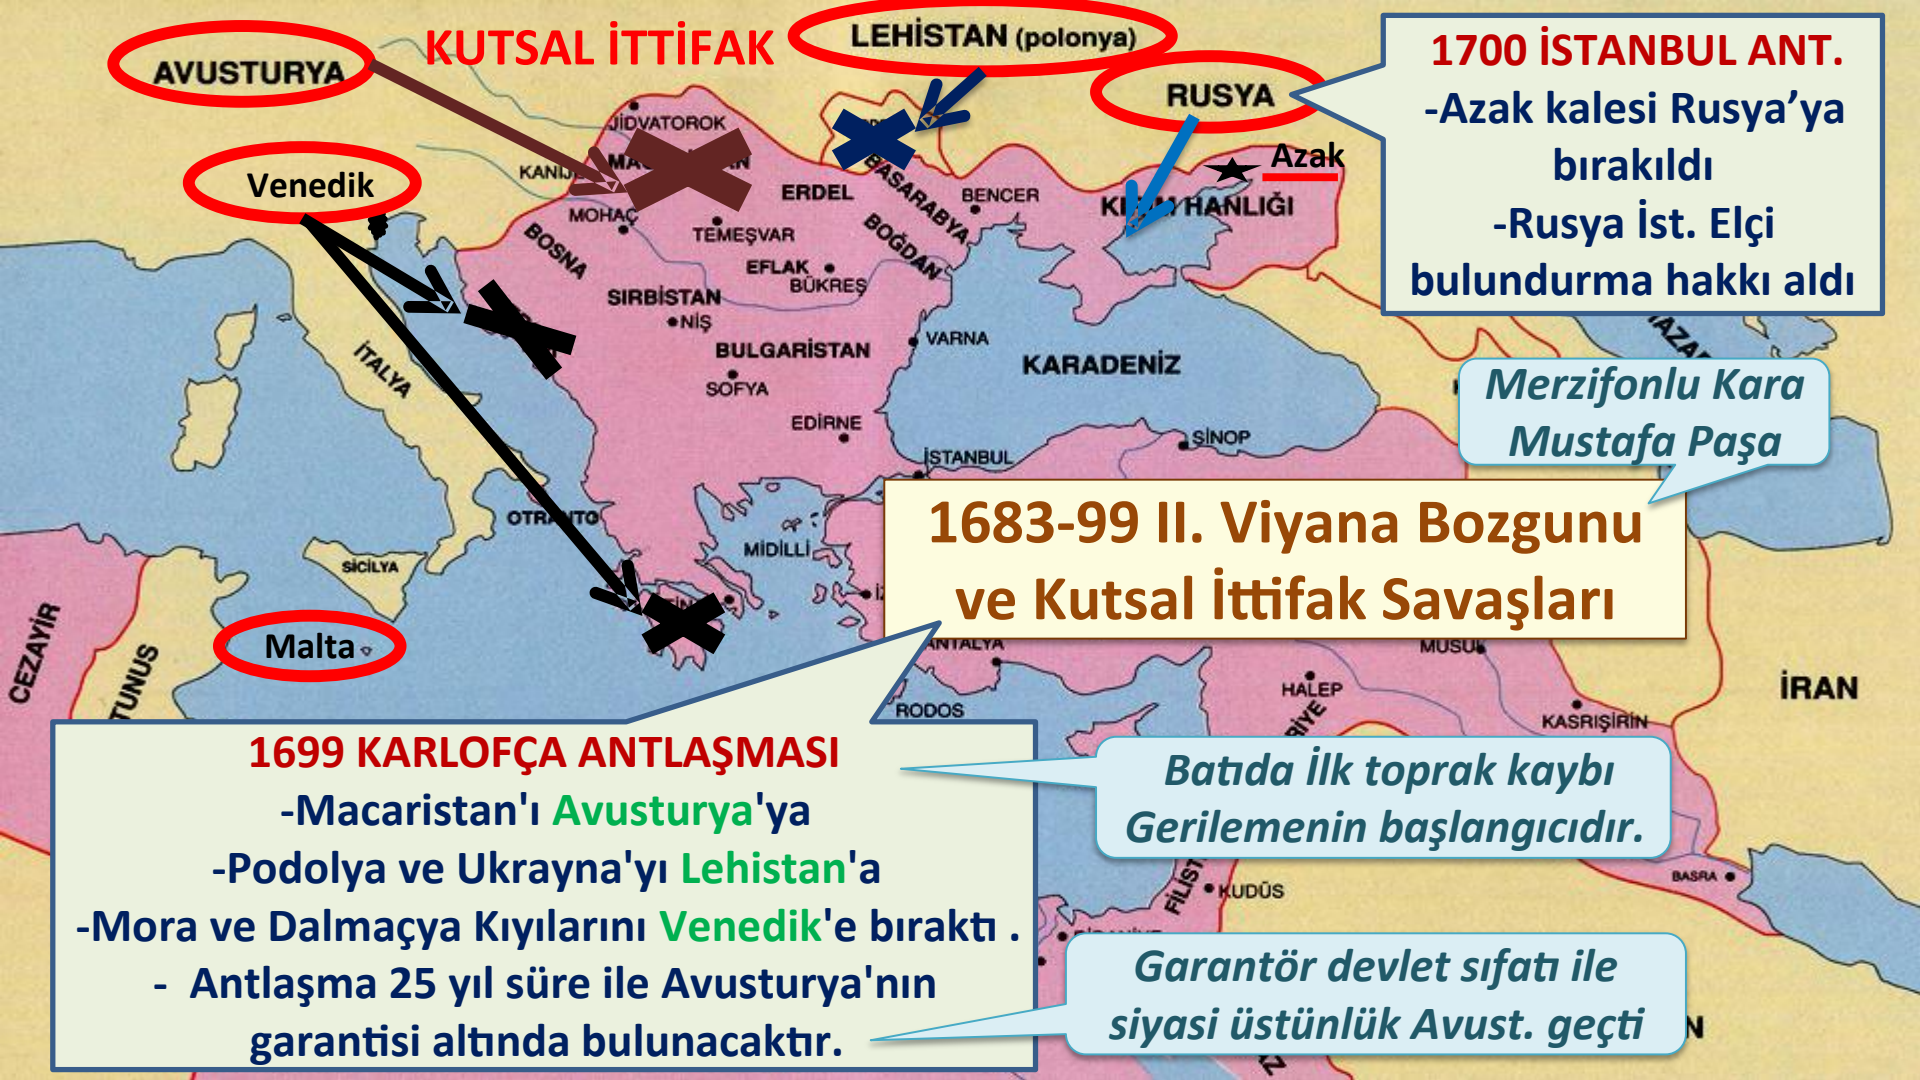 KUTSAL İTTİFAK
LEHİSTAN (polonya)
AVUSTURYA
RUSYA
1700 İSTANBUL ANT.
-Azak kalesi Rusya’ya
bırakıldı
-Rusya İst. Elçi
bulundurma hakkı aldı
JİDVATOROK
Azak
Venedik
ERDEL
BASARABYA
BENCER
HANLIĞI
MOHAÇ
BOSNA
TEMEŞVAR
BOĞDAN
EFLAK
BÜKREŞ
SIRBİSTAN
NİŞ
İTALYA
BULGARİSTAN
VARNA
KARADENİZ
SOFYA
Merzifonlu Kara
Mustafa Paşa
EDİRNE
SİNOP
İSTANBUL
1683-99 II. Viyana Bozgunu
ve Kutsal İttifak Savaşları
OTRANTO
MİDİLLİ
SİCİLYA
CEZAYİR
TUNUS
Malta
MUSUL
HALEP
İRAN
RODOS
KASRIŞİRİN
1699 KARLOFÇA ANTLAŞMASI
-Macaristan'ı Avusturya'ya
-Podolya ve Ukrayna'yı Lehistan'a
-Mora ve Dalmaçya Kıyılarını Venedik'e bıraktı .
- Antlaşma 25 yıl süre ile Avusturya'nın
garantisi altında bulunacaktır.
Batıda İlk toprak kaybı
Gerilemenin başlangıcıdır.
KUDÜS
BASRA
Garantör devlet sıfatı ile
siyasi üstünlük Avust. geçti